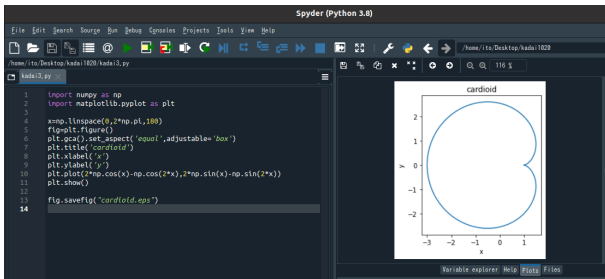 Spyder (Python 3.8)
File Edit Search Source Run Debug Consoles Projects Tools View Help
/home/ito/Desktop/kadai1020
/home/ito/Desktop/kadai1020/kadai3.py
kadai3.py
116 %
1 import numpy as np
2 import matplotlib.pyplot as plt
3
4 x=np.linspace(0,2*np.pi,100)
5 fig=plt.figure()
6 plt.gca().set_aspect('equal',adjustable='box')
7 plt.title('cardioid')
8 plt.xlabel('x')
9 plt.ylabel('y')
10 plt.plot(2*np.cos(x)-np.cos(2*x),2*np.sin(x)-np.sin(2*x))
11 plt.show()
12
13 fig.savefig("cardioid.eps")
14
cardioid
2
1
0
-1
-2
y
-3 -2 -1 0 1
x
Variable explorer Help Plots Files